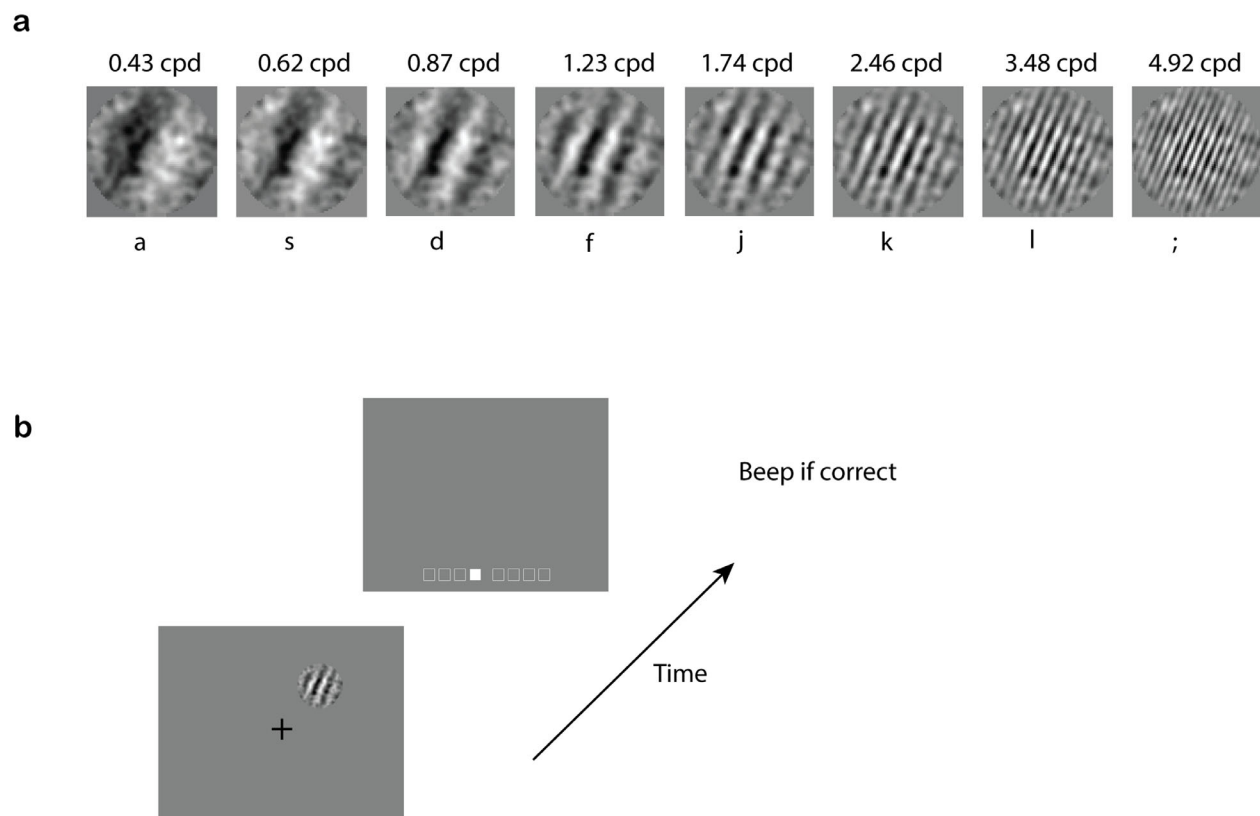 a
0.43 cpd 0.62 cpd 0.87 cpd 1.23 cpd 1.74 cpd 2.46 cpd 3.48 cpd 4.92 cpd
a s d f j k l ;
b
Beep if correct
Time